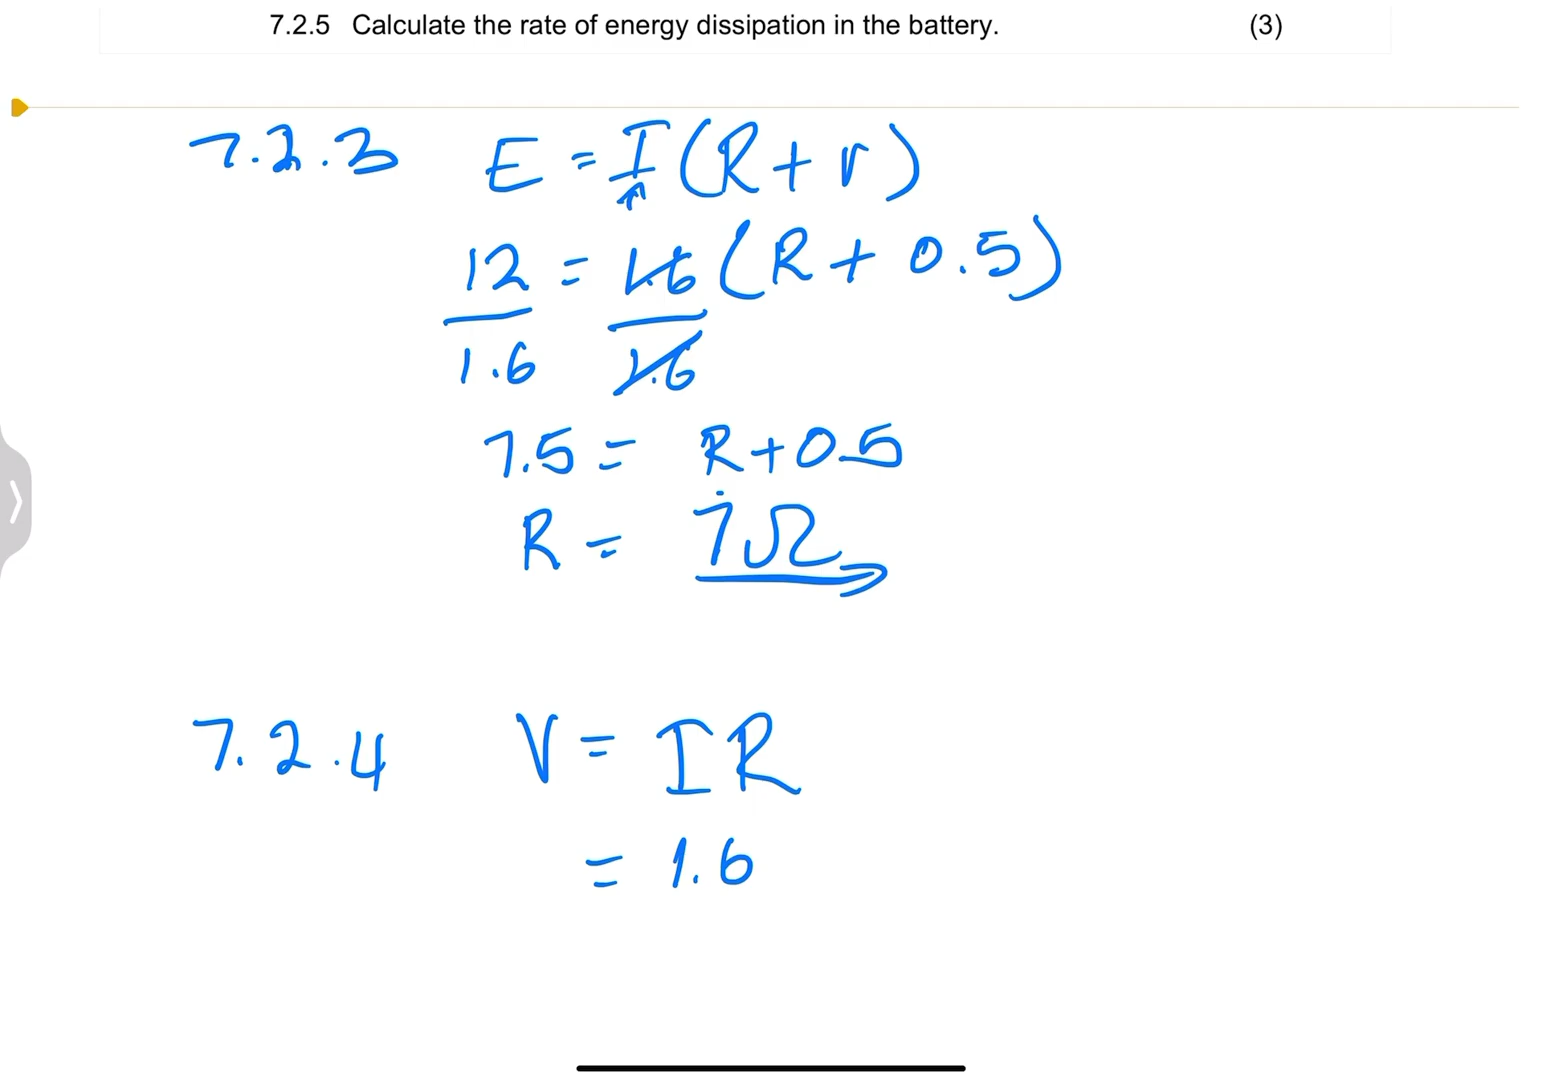 7.2.5 Calculate the rate of energy dissipation in the battery. (3)
7.2.3 E = I (R + r)
12 = 1.6 (R + 0.5)
1.6 1.6
7.5 = R + 0.5
R = 7Ω
7.2.4 V = IR
= 1.6